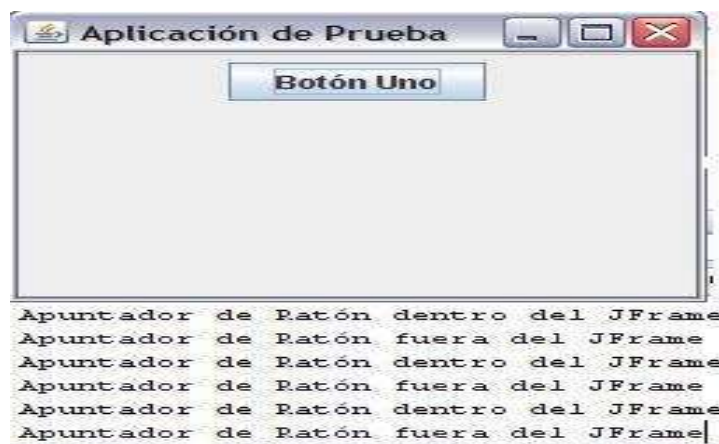 Aplicación de Prueba
Botón Uno
Apuntador de Ratón dentro del JFrame
Apuntador de Ratón fuera del JFrame
Apuntador de Ratón dentro del JFrame
Apuntador de Ratón fuera del JFrame
Apuntador de Ratón dentro del JFrame
Apuntador de Ratón fuera del JFrame